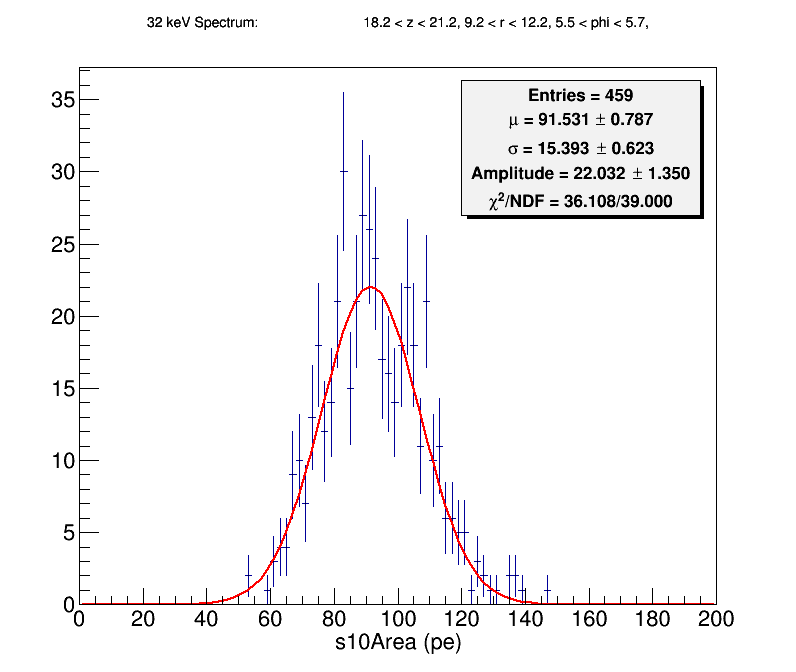 32 keV Spectrum: 18.2 < z < 21.2, 9.2 < r < 12.2, 5.5 < phi < 5.7,
Entries = 459
μ = 91.531 ± 0.787
σ = 15.393 ± 0.623
Amplitude = 22.032 ± 1.350
χ²/NDF = 36.108/39.000
35
30
25
20
15
10
5
0
0 20 40 60 80 100 120 140 160 180 200
s10Area (pe)